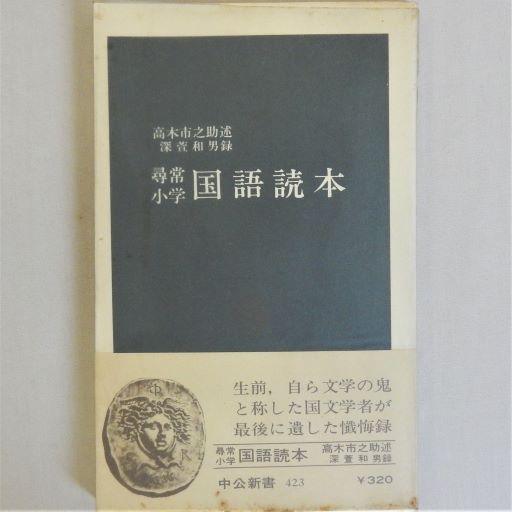 高木市之助述
深萱和男録
尋常
小学 国語読本
生前，自ら文学の鬼
と称した国文学者が
最後に遺した懺悔録
尋常
小学 国語読本
高木市之助述
深萱和男録
中公新書 423
￥320